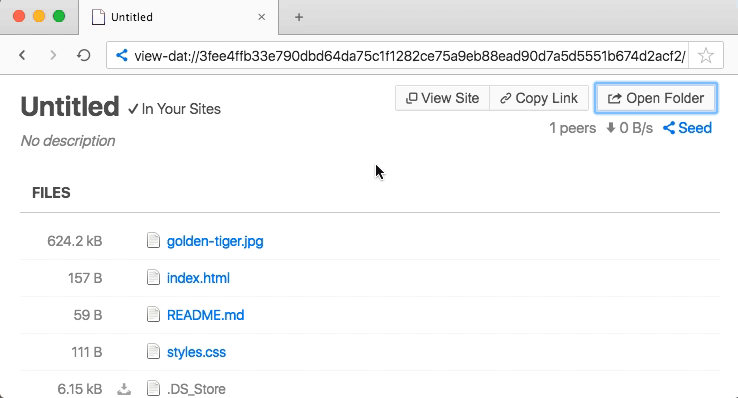 Untitled
view-dat://3fee4ffb33e790dbd64da75c1f1282ce75a9eb88ead90d7a5d5551b674d2acf2/
Untitled ✓ In Your Sites
View Site Copy Link Open Folder
1 peers 0 B/s Seed
No description
FILES
624.2 kB golden-tiger.jpg
157 B index.html
59 B README.md
111 B styles.css
6.15 kB .DS_Store